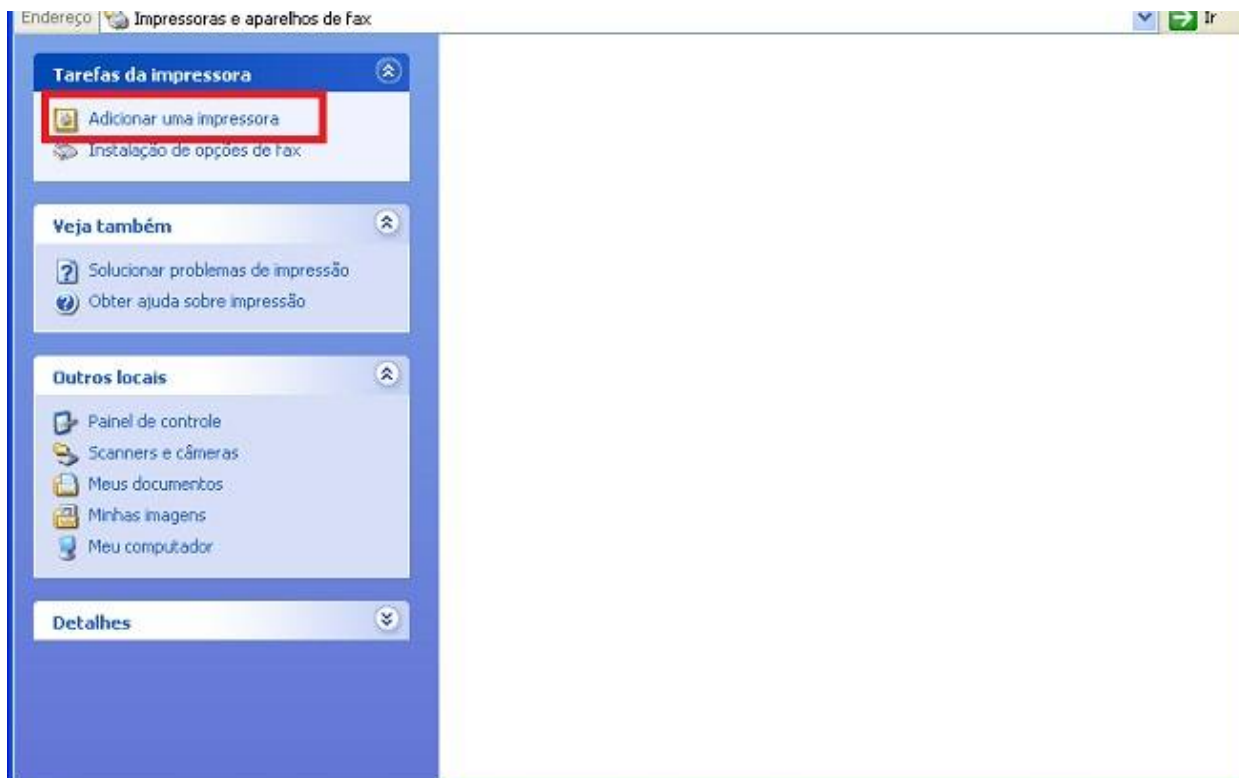 Endereço Impressoras e aparelhos de fax Ir
Tarefas da impressora
Adicionar uma impressora
Instalação de opções de fax
Veja também
Solucionar problemas de impressão
Obter ajuda sobre impressão
Outros locais
Painel de controle
Scanners e câmeras
Meus documentos
Minhas imagens
Meu computador
Detalhes